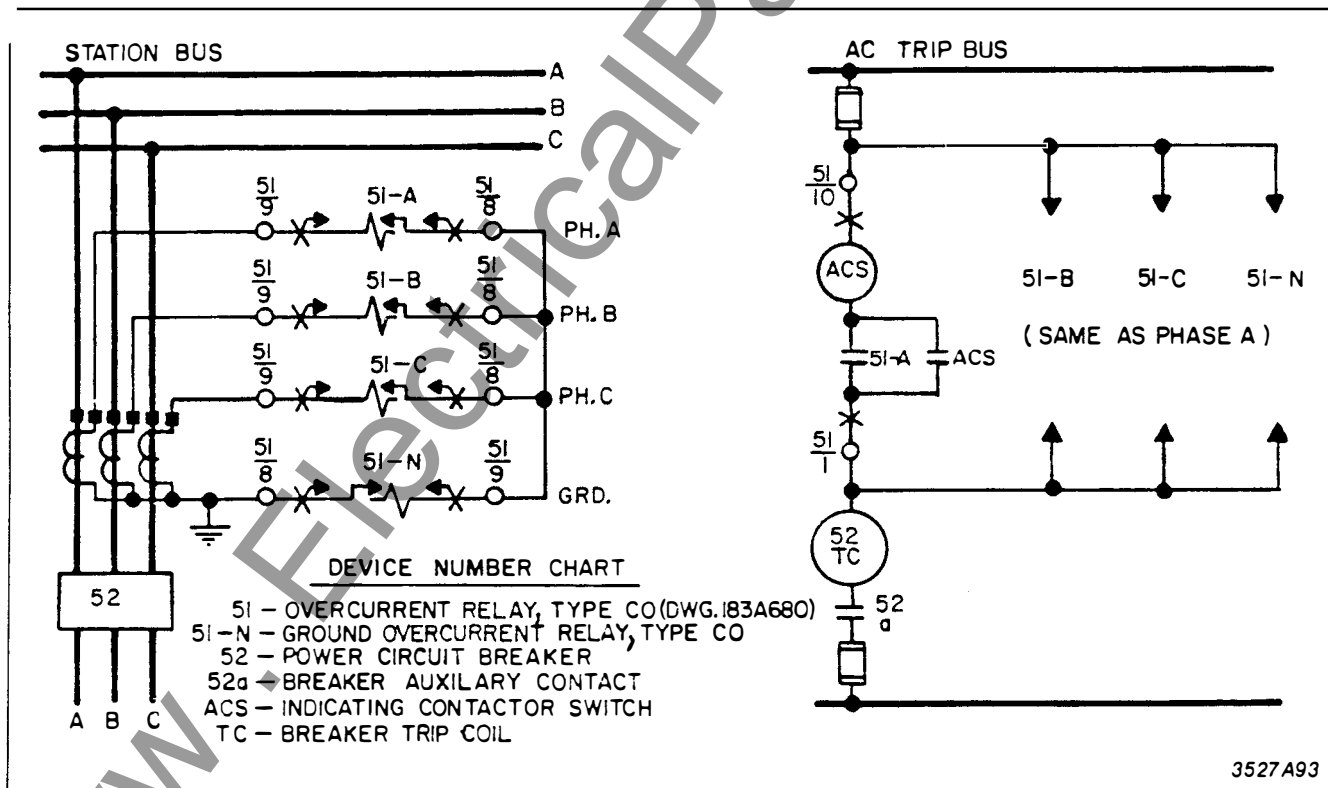 STATION BUS
A
B
C
51/9 51-A 51/8 PH. A
51/9 51-B 51/8 PH. B
51/9 51-C 51/8 PH. C
51/8 51-N 51/9 GRD.
52
A B C
DEVICE NUMBER CHART
51 - OVERCURRENT RELAY, TYPE CO (DWG. 183A680)
51-N - GROUND OVERCURRENT RELAY, TYPE CO
52 - POWER CIRCUIT BREAKER
52a - BREAKER AUXILARY CONTACT
ACS - INDICATING CONTACTOR SWITCH
TC - BREAKER TRIP COIL
AC TRIP BUS
51/10
ACS
51-B 51-C 51-N
(SAME AS PHASE A)
51-A ACS
51/1
52
TC
52
a
3527A93
www.ElectricalPa